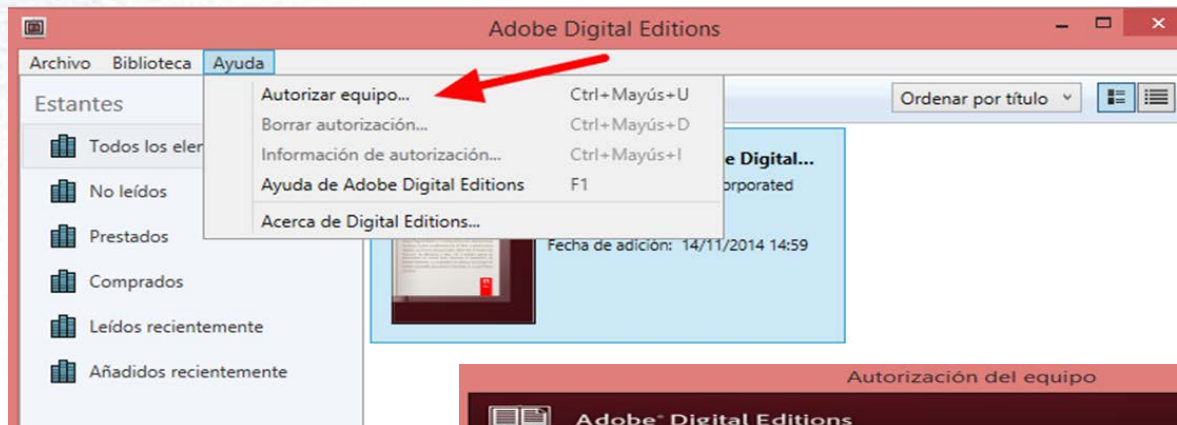 Adobe Digital Editions
Archivo Biblioteca Ayuda
Autorizar equipo... Ctrl+Mayús+U
Borrar autorización... Ctrl+Mayús+D
Información de autorización... Ctrl+Mayús+I
Ayuda de Adobe Digital Editions F1
Acerca de Digital Editions...
Estantes
Todos los
No leídos
Prestados
Comprados
Leídos recientemente
Añadidos recientemente
Ordenar por título
Digital...
Fecha de adición: 14/11/2014 14:59
Autorización del equipo
Adobe® Digital Editions